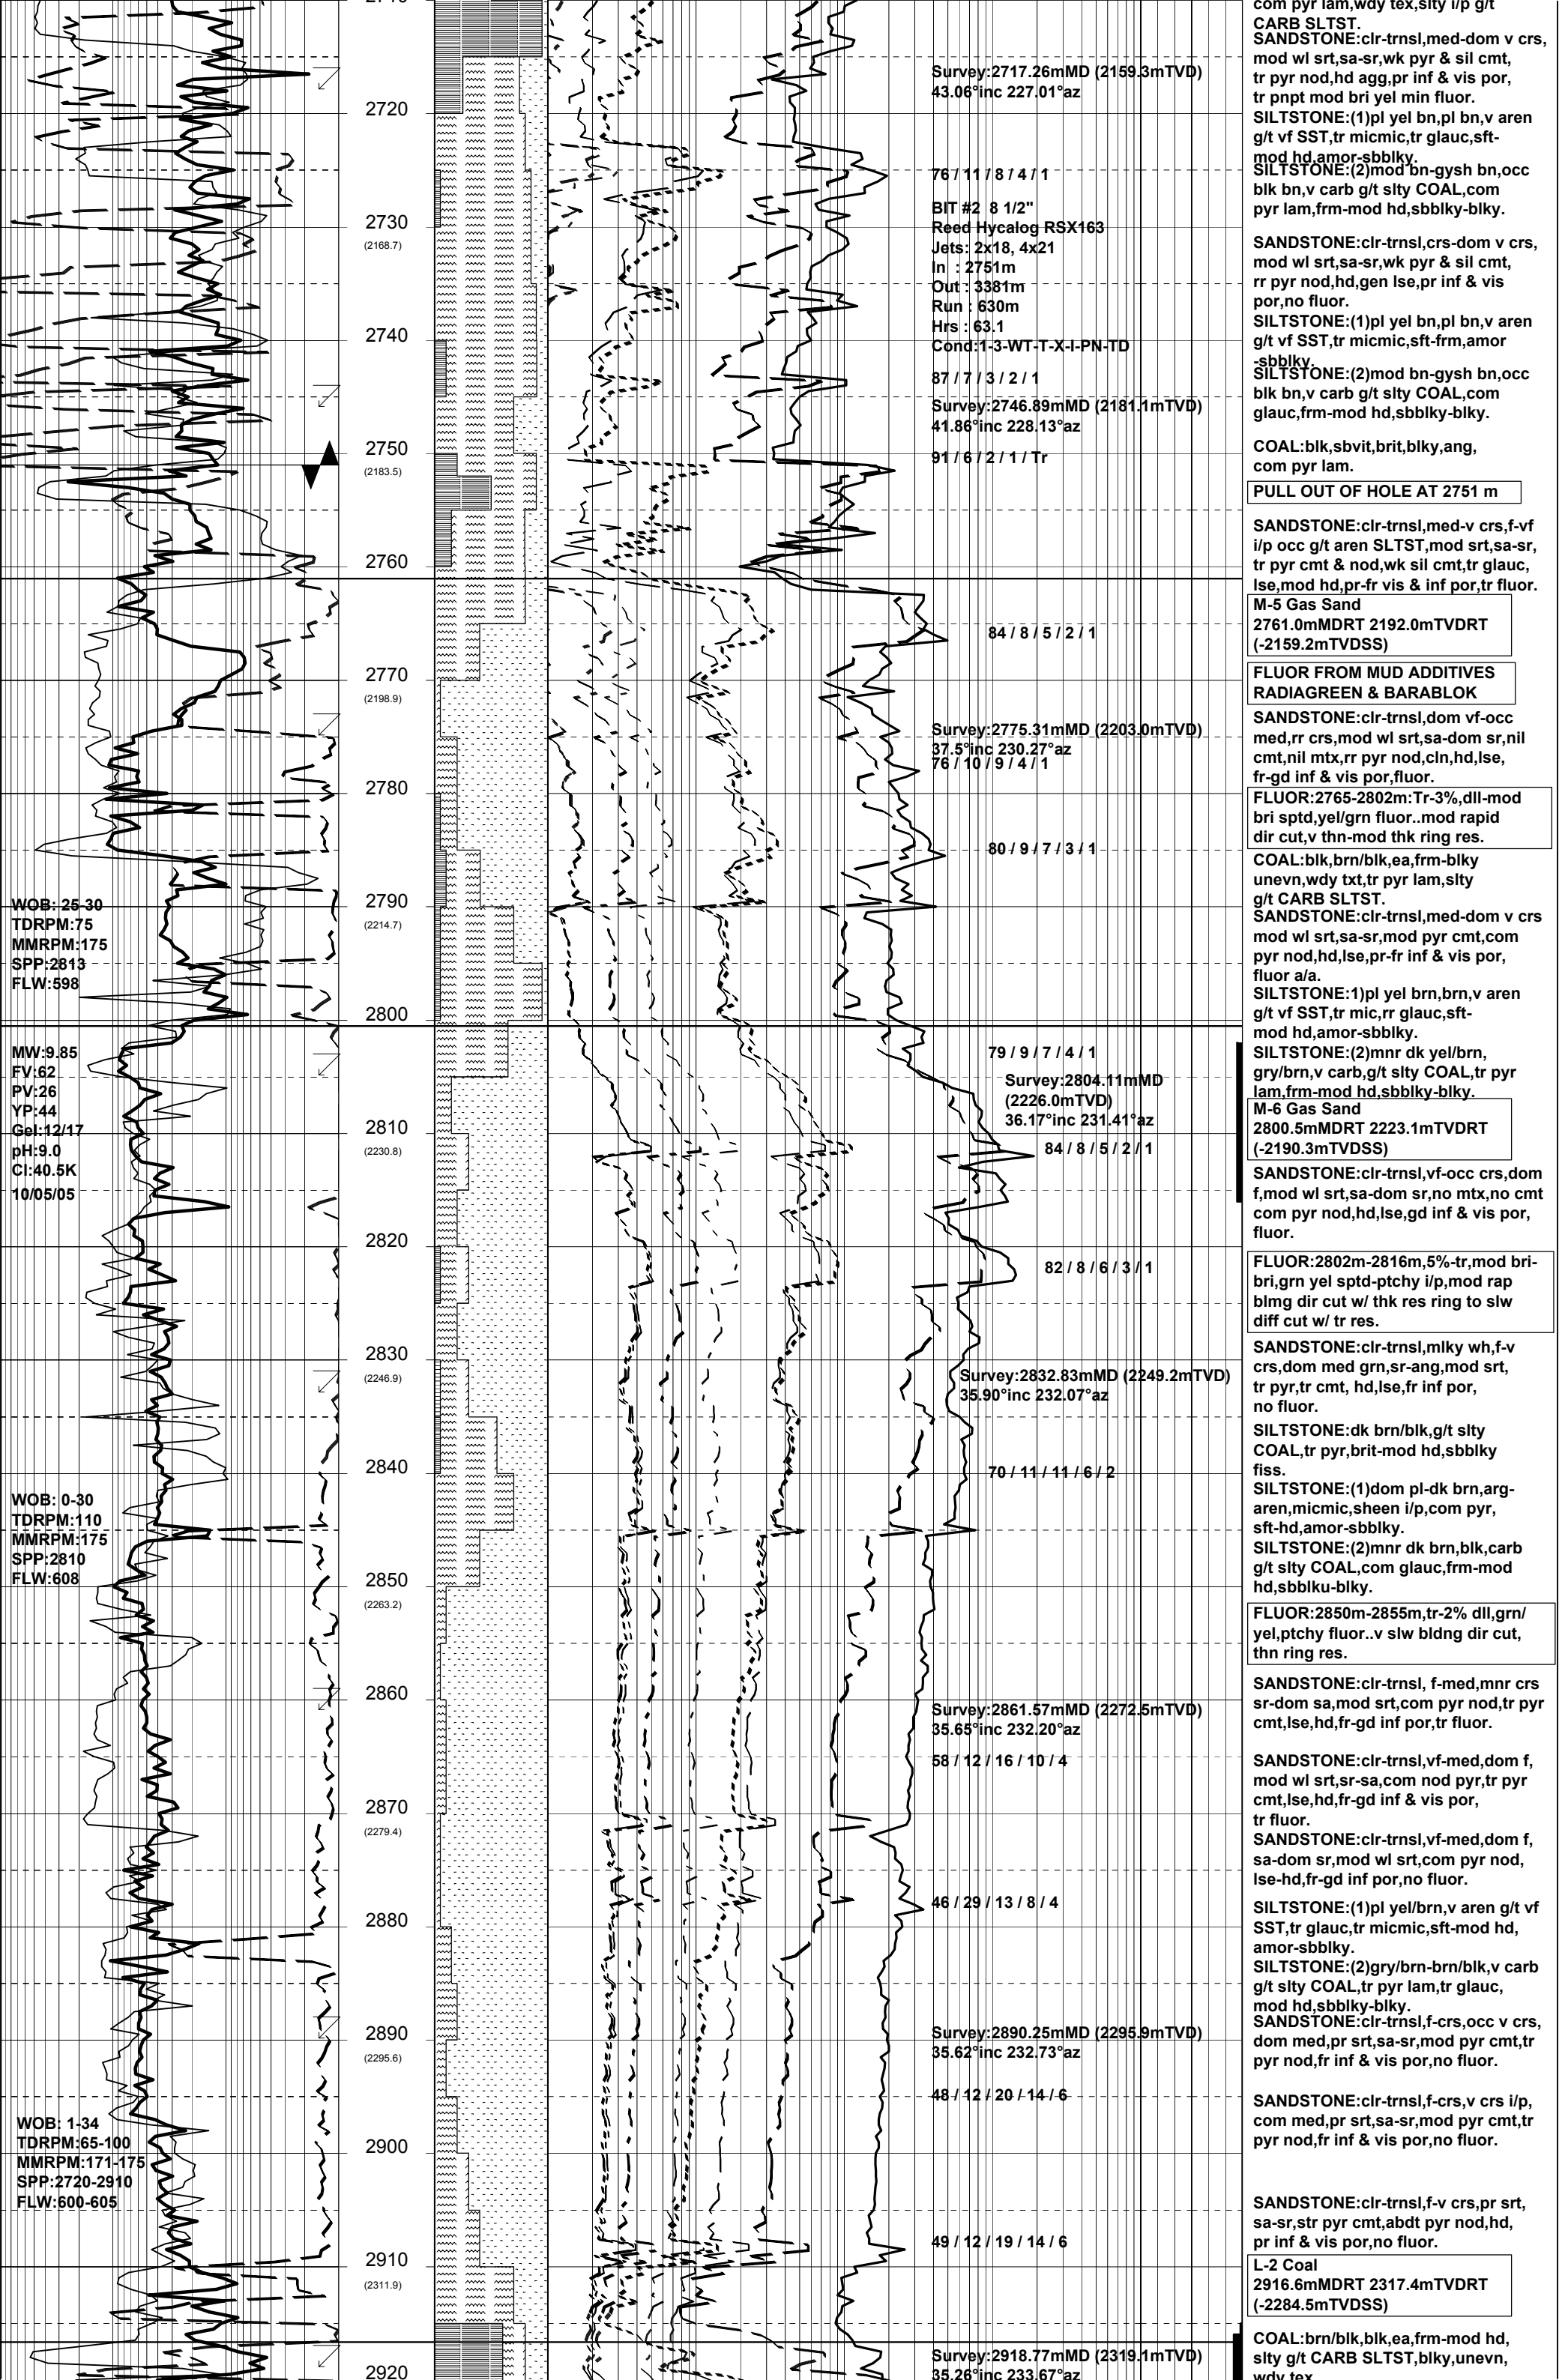 WOB: 25-30
TDRPM:75
MMRPM:175
SPP:2813
FLW:598
MW:9.85
FV:62
PV:26
YP:44
Gel:12/17
pH:9.0
Cl:40.5K
10/05/05
WOB: 0-30
TDRPM:110
MMRPM:175
SPP:2810
FLW:608
WOB: 1-34
TDRPM:65-100
MMRPM:171-175
SPP:2720-2910
FLW:600-605
2720
2730
(2168.7)
2740
2750
(2183.5)
2760
2770
(2198.9)
2780
2790
(2214.7)
2800
2810
(2230.8)
2820
2830
(2246.9)
2840
2850
(2263.2)
2860
2870
(2279.4)
2880
2890
(2295.6)
2900
2910
(2311.9)
2920
Survey:2717.26mMD (2159.3mTVD)
43.06°inc 227.01°az
76 / 11 / 8 / 4 / 1
BIT #2 8 1/2"
Reed Hycalog RSX163
Jets: 2x18, 4x21
In : 2751m
Out : 3381m
Run : 630m
Hrs : 63.1
Cond:1-3-WT-T-X-I-PN-TD
87 / 7 / 3 / 2 / 1
Survey:2746.89mMD (2181.1mTVD)
41.86°inc 228.13°az
91 / 6 / 2 / 1 / Tr
84 / 8 / 5 / 2 / 1
Survey:2775.31mMD (2203.0mTVD)
37.5°inc 230.27°az
76 / 10 / 9 / 4 / 1
80 / 9 / 7 / 3 / 1
79 / 9 / 7 / 4 / 1
Survey:2804.11mMD
(2226.0mTVD)
36.17°inc 231.41°az
84 / 8 / 5 / 2 / 1
82 / 8 / 6 / 3 / 1
Survey:2832.83mMD (2249.2mTVD)
35.90°inc 232.07°az
70 / 11 / 11 / 6 / 2
Survey:2861.57mMD (2272.5mTVD)
35.65°inc 232.20°az
58 / 12 / 16 / 10 / 4
46 / 29 / 13 / 8 / 4
Survey:2890.25mMD (2295.9mTVD)
35.62°inc 232.73°az
48 / 12 / 20 / 14 / 6
49 / 12 / 19 / 14 / 6
Survey:2918.77mMD (2319.1mTVD)
35.26°inc 233.67°az
com pyr lam,wdy tex,slty i/p g/t
CARB SLTST.
SANDSTONE:clr-trnsl,med-dom v crs,
mod wl srt,sa-sr,wk pyr & sil cmt,
tr pyr nod,hd agg,pr inf & vis por,
tr pnpt mod bri yel min fluor.
SILTSTONE:(1)pl yel bn,pl bn,v aren
g/t vf SST,tr micmic,tr glauc,sft-
mod hd,amor-sbblky.
SILTSTONE:(2)mod bn-gysh bn,occ
blk bn,v carb g/t slty COAL,com
pyr lam,frm-mod hd,sbblky-blky.
SANDSTONE:clr-trnsl,crs-dom v crs,
mod wl srt,sa-sr,wk pyr & sil cmt,
rr pyr nod,hd,gen lse,pr inf & vis
por,no fluor.
SILTSTONE:(1)pl yel bn,pl bn,v aren
g/t vf SST,tr micmic,sft-frm,amor
-sbblky.
SILTSTONE:(2)mod bn-gysh bn,occ
blk bn,v carb g/t slty COAL,com
glauc,frm-mod hd,sbblky-blky.
COAL:blk,sbvit,brit,blky,ang,
com pyr lam.
PULL OUT OF HOLE AT 2751 m
SANDSTONE:clr-trnsl,med-v crs,f-vf
i/p occ g/t aren SLTST,mod srt,sa-sr,
tr pyr cmt & nod,wk sil cmt,tr glauc,
lse,mod hd,pr-fr vis & inf por,tr fluor.
M-5 Gas Sand
2761.0mMDRT 2192.0mTVDRT
(-2159.2mTVDSS)
FLUOR FROM MUD ADDITIVES
RADIAGREEN & BARABLOK
SANDSTONE:clr-trnsl,dom vf-occ
med,rr crs,mod wl srt,sa-dom sr,nil
cmt,nil mtx,rr pyr nod,cln,hd,lse,
fr-gd inf & vis por,fluor.
FLUOR:2765-2802m:Tr-3%,dll-mod
bri sptd,yel/grn fluor..mod rapid
dir cut,v thn-mod thk ring res.
COAL:blk,brn/blk,ea,frm-blky
unevn,wdy txt,tr pyr lam,slty
g/t CARB SLTST.
SANDSTONE:clr-trnsl,med-dom v crs
mod wl srt,sa-sr,mod pyr cmt,com
pyr nod,hd,lse,pr-fr inf & vis por,
fluor a/a.
SILTSTONE:1)pl yel brn,brn,v aren
g/t vf SST,tr mic,rr glauc,sft-
mod hd,amor-sbblky.
SILTSTONE:(2)mnr dk yel/brn,
gry/brn,v carb,g/t slty COAL,tr pyr
lam,frm-mod hd,sbblky-blky.
M-6 Gas Sand
2800.5mMDRT 2223.1mTVDRT
(-2190.3mTVDSS)
SANDSTONE:clr-trnsl,vf-occ crs,dom
f,mod wl srt,sa-dom sr,no mtx,no cmt
com pyr nod,hd,lse,gd inf & vis por,
fluor.
FLUOR:2802m-2816m,5%-tr,mod bri-
bri,grn yel sptd-ptchy i/p,mod rap
blmg dir cut w/ thk res ring to slw
diff cut w/ tr res.
SANDSTONE:clr-trnsl,mlky wh,f-v
crs,dom med grn,sr-ang,mod srt,
tr pyr,tr cmt, hd,lse,fr inf por,
no fluor.
SILTSTONE:dk brn/blk,g/t slty
COAL,tr pyr,brit-mod hd,sbblky
fiss.
SILTSTONE:(1)dom pl-dk brn,arg-
aren,micmic,sheen i/p,com pyr,
sft-hd,amor-sbblky.
SILTSTONE:(2)mnr dk brn,blk,carb
g/t slty COAL,com glauc,frm-mod
hd,sbblku-blky.
FLUOR:2850m-2855m,tr-2% dll,grn/
yel,ptchy fluor..v slw bldng dir cut,
thn ring res.
SANDSTONE:clr-trnsl, f-med,mnr crs
sr-dom sa,mod srt,com pyr nod,tr pyr
cmt,lse,hd,fr-gd inf por,tr fluor.
SANDSTONE:clr-trnsl,vf-med,dom f,
mod wl srt,sr-sa,com nod pyr,tr pyr
cmt,lse,hd,fr-gd inf & vis por,
tr fluor.
SANDSTONE:clr-trnsl,vf-med,dom f,
sa-dom sr,mod wl srt,com pyr nod,
lse-hd,fr-gd inf por,no fluor.
SILTSTONE:(1)pl yel/brn,v aren g/t vf
SST,tr glauc,tr micmic,sft-mod hd,
amor-sbblky.
SILTSTONE:(2)gry/brn-brn/blk,v carb
g/t slty COAL,tr pyr lam,tr glauc,
mod hd,sbblky-blky.
SANDSTONE:clr-trnsl,f-crs,occ v crs,
dom med,pr srt,sa-sr,mod pyr cmt,tr
pyr nod,fr inf & vis por,no fluor.
SANDSTONE:clr-trnsl,f-crs,v crs i/p,
com med,pr srt,sa-sr,mod pyr cmt,tr
pyr nod,fr inf & vis por,no fluor.
SANDSTONE:clr-trnsl,f-v crs,pr srt,
sa-sr,str pyr cmt,abdt pyr nod,hd,
pr inf & vis por,no fluor.
L-2 Coal
2916.6mMDRT 2317.4mTVDRT
(-2284.5mTVDSS)
COAL:brn/blk,blk,ea,frm-mod hd,
slty g/t CARB SLTST,blky,unevn,
wdy tex